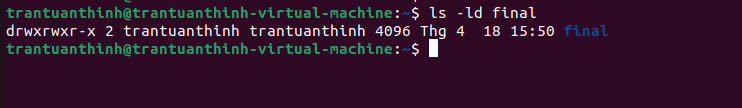 trantuanthinh@trantuanthinh-virtual-machine:~$ ls -ld final
drwxrwxr-x 2 trantuanthinh trantuanthinh 4096 Thg 4  18 15:50 final
trantuanthinh@trantuanthinh-virtual-machine:~$